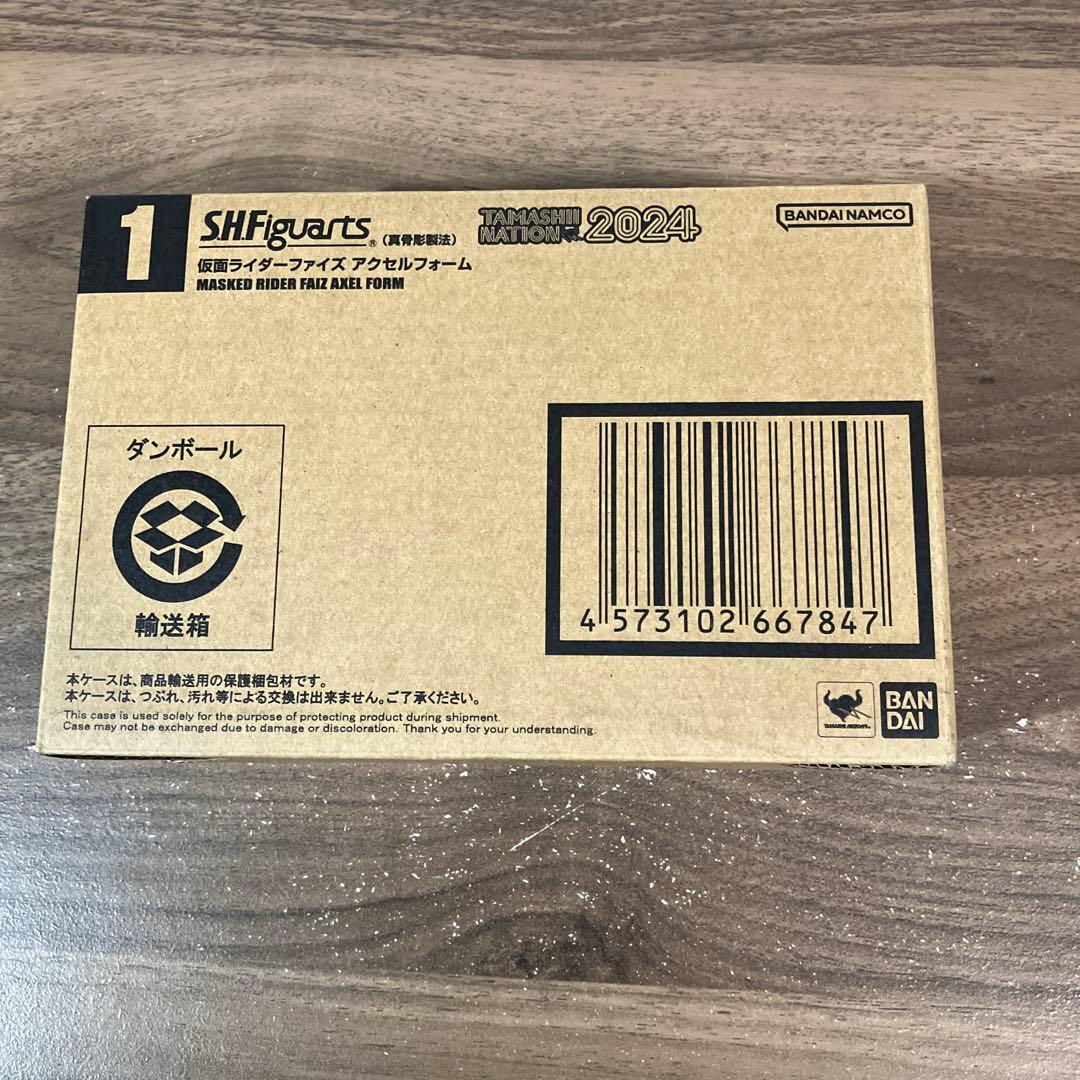 1
S.H.Figuarts® (真骨彫製法)
TAMASHII NATION 2024
BANDAI NAMCO
仮面ライダーファイズ アクセルフォーム
MASKED RIDER FAIZ AXEL FORM
ダンボール
輸送箱
4 573102 667847
本ケースは、商品輸送用の保護梱包材です。
本ケースは、つぶれ、汚れ等による交換は出来ません。ご了承ください。
This case is used solely for the purpose of protecting product during shipment.
Case may not be exchanged due to damage or discoloration. Thank you for your understanding.
BAN
DAI